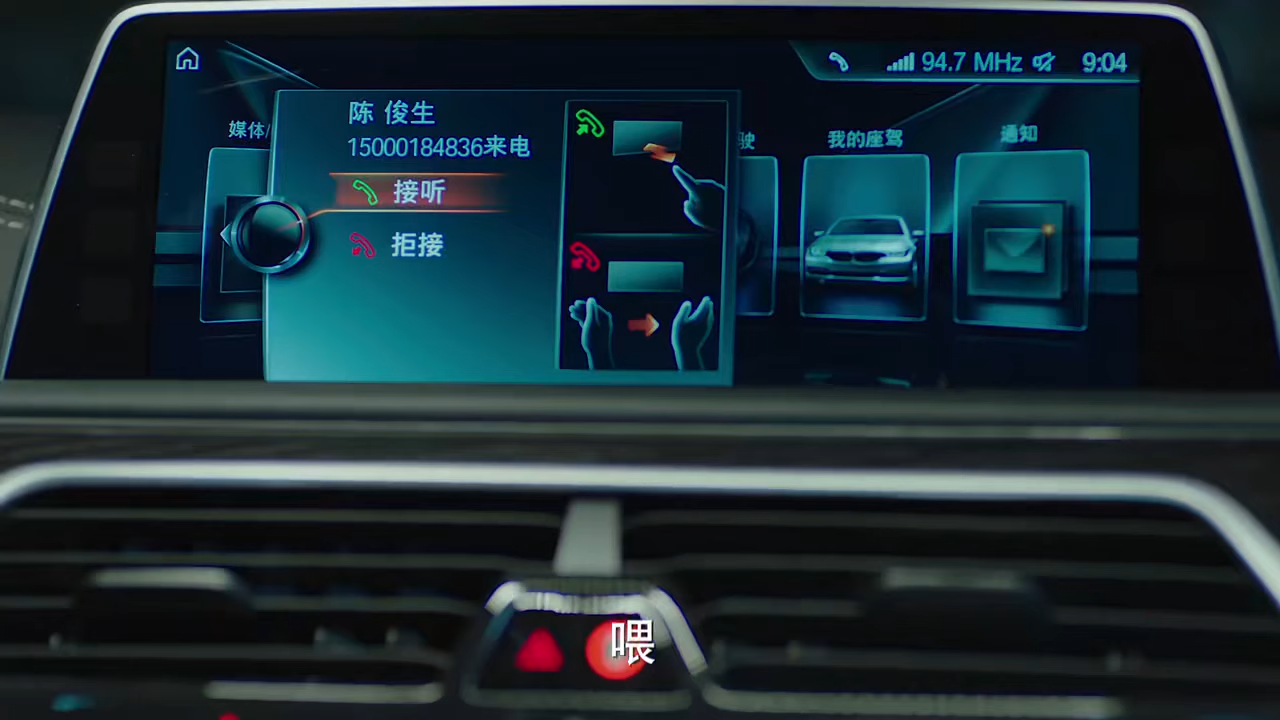 94.7 MHz 9:04
媒体/
陈 俊生
15000184836来电
接听
拒接
驶
我的座驾
通知
喂